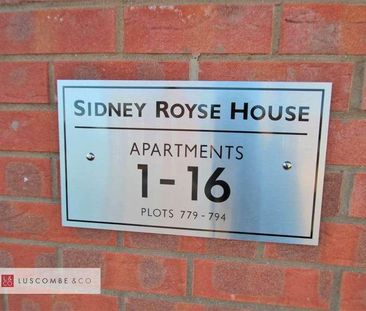 SIDNEY ROYSE HOUSE
APARTMENTS
1 - 16
PLOTS 779 - 794
LUSCOMBE & CO